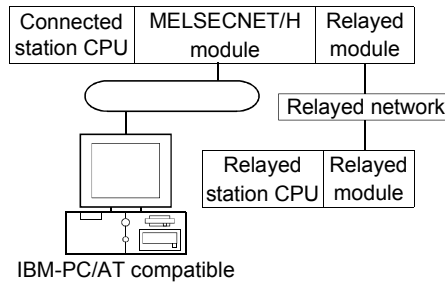 Connected
station CPU
MELSECNET/H
module
Relayed
module
Relayed network
Relayed
station CPU
Relayed
module
IBM-PC/AT compatible